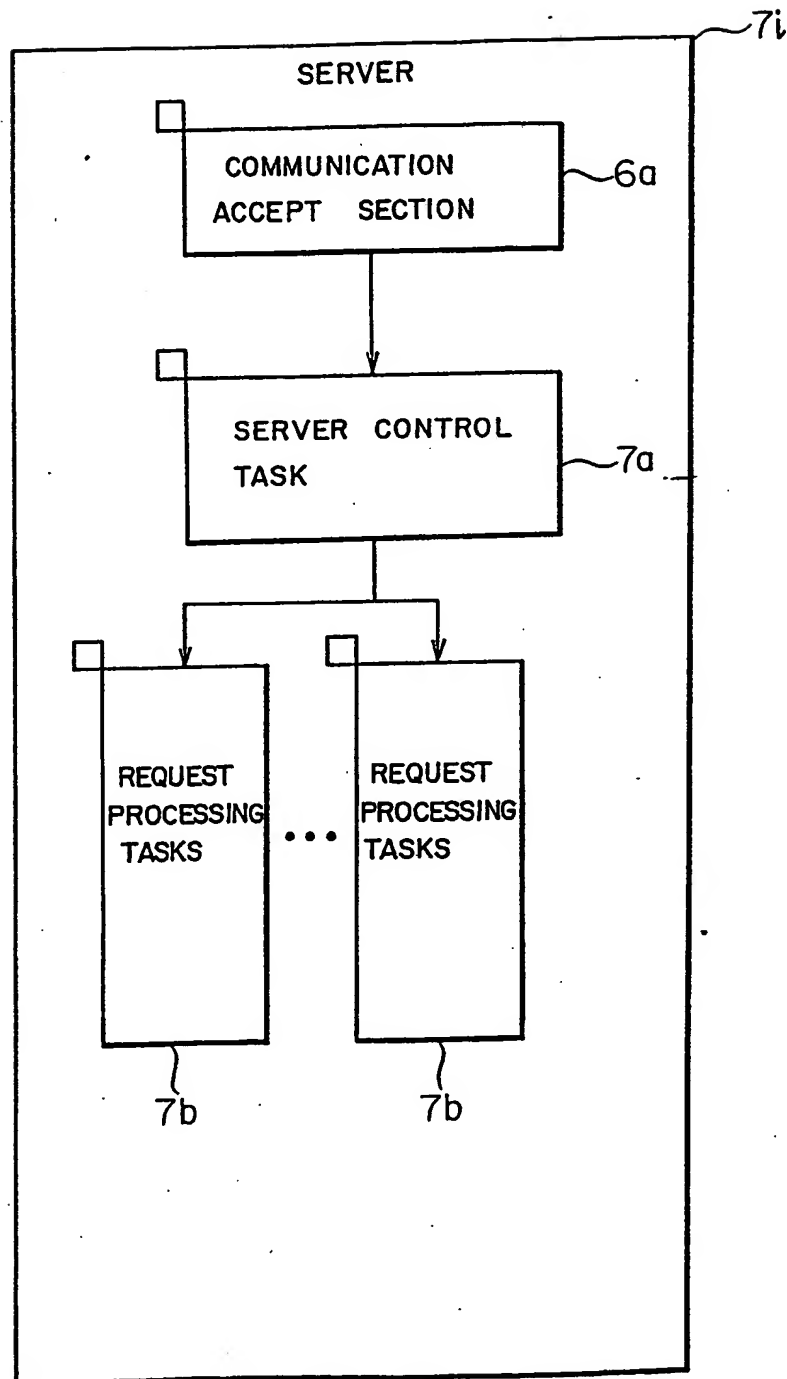 7i
SERVER
COMMUNICATION
ACCEPT SECTION
6a
SERVER CONTROL
TASK
7a
REQUEST
PROCESSING
TASKS
•••
REQUEST
PROCESSING
TASKS
7b
7b